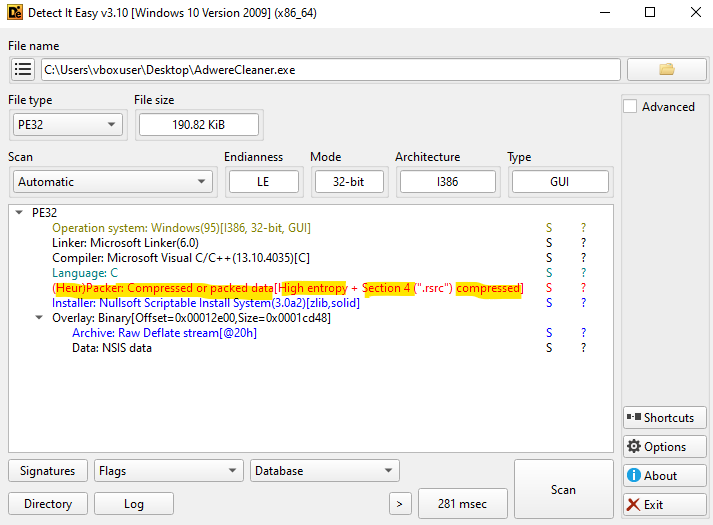 Detect It Easy v3.10 [Windows 10 Version 2009] (x86_64)
File name
C:\Users\vboxuser\Desktop\AdwereCleaner.exe
File type
File size
Advanced
PE32
190.82 KiB
Scan
Endianness
Mode
Architecture
Type
Automatic
LE
32-bit
I386
GUI
PE32
Operation system: Windows(95)[I386, 32-bit, GUI] S ?
Linker: Microsoft Linker(6.0) S ?
Compiler: Microsoft Visual C/C++(13.10.4035)[C] S ?
Language: C S ?
(Heur)Packer: Compressed or packed data[High entropy + Section 4 (".rsrc") compressed] S ?
Installer: Nullsoft Scriptable Install System(3.0a2)[zlib,solid] S ?
Overlay: Binary[Offset=0x00012e00,Size=0x0001cd48]
Archive: Raw Deflate stream[@20h] S ?
Data: NSIS data S ?
Shortcuts
Options
Signatures
Flags
Database
Scan
About
Directory
Log
>
281 msec
Exit